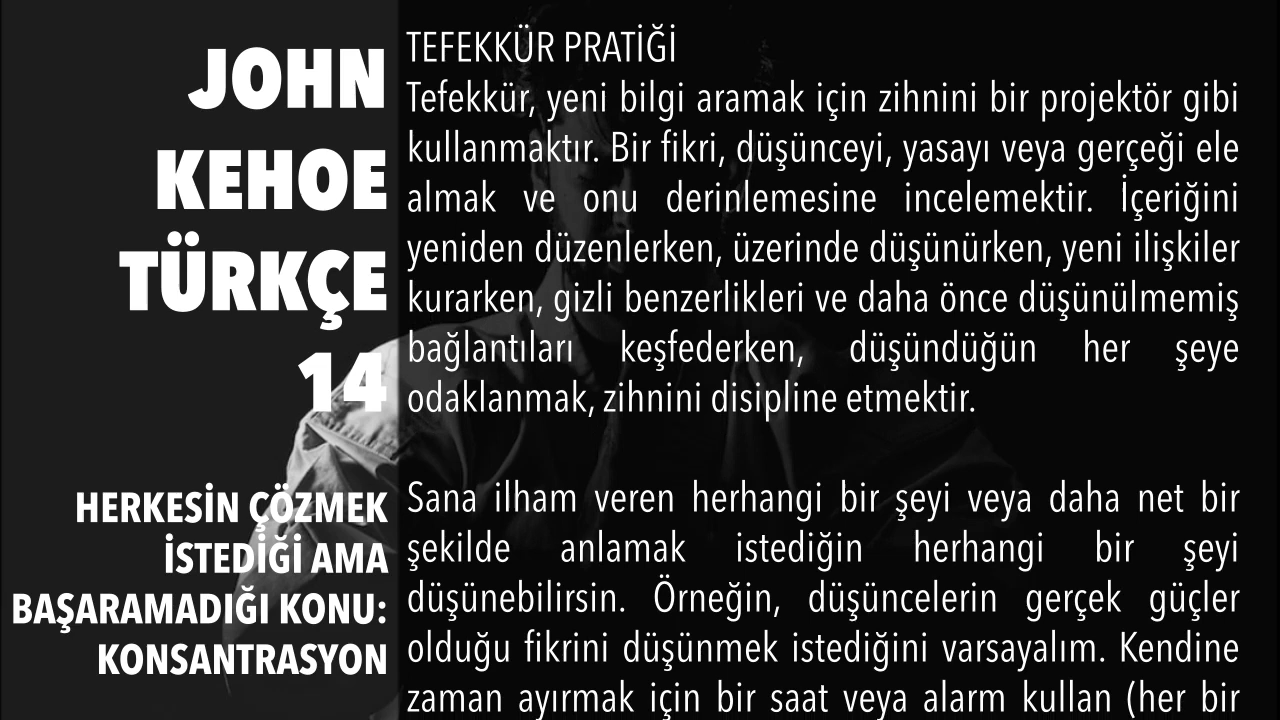 JOHN
KEHOE
TÜRKÇE
14
HERKESİN ÇÖZMEK
İSTEDİĞİ AMA
BAŞARAMADIĞI KONU:
KONSANTRASYON
TEFEKKÜR PRATİĞİ
Tefekkür, yeni bilgi aramak için zihnini bir projektör gibi
kullanmaktır. Bir fikri, düşünceyi, yasayı veya gerçeği ele
almak ve onu derinlemesine incelemektir. İçeriğini
yeniden düzenlerken, üzerinde düşünürken, yeni ilişkiler
kurarken, gizli benzerlikleri ve daha önce düşünülmemiş
bağlantıları keşfederken, düşündüğün her şeye
odaklanmak, zihnini disipline etmektir.
Sana ilham veren herhangi bir şeyi veya daha net bir
şekilde anlamak istediğin herhangi bir şeyi
düşünebilirsin. Örneğin, düşüncelerin gerçek güçler
olduğu fikrini düşünmek istediğini varsayalım. Kendine
zaman ayırmak için bir saat veya alarm kullan (her bir